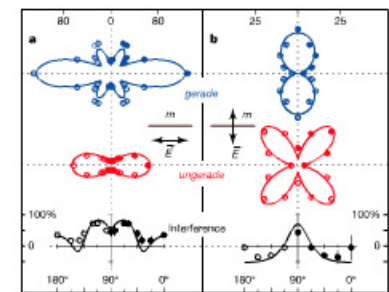 80 0 80
25 25
a
b
gerade
m
m
E
E
ungerade
100%
0
Interference
100%
0
180° 90° 0°
180° 90° 0°